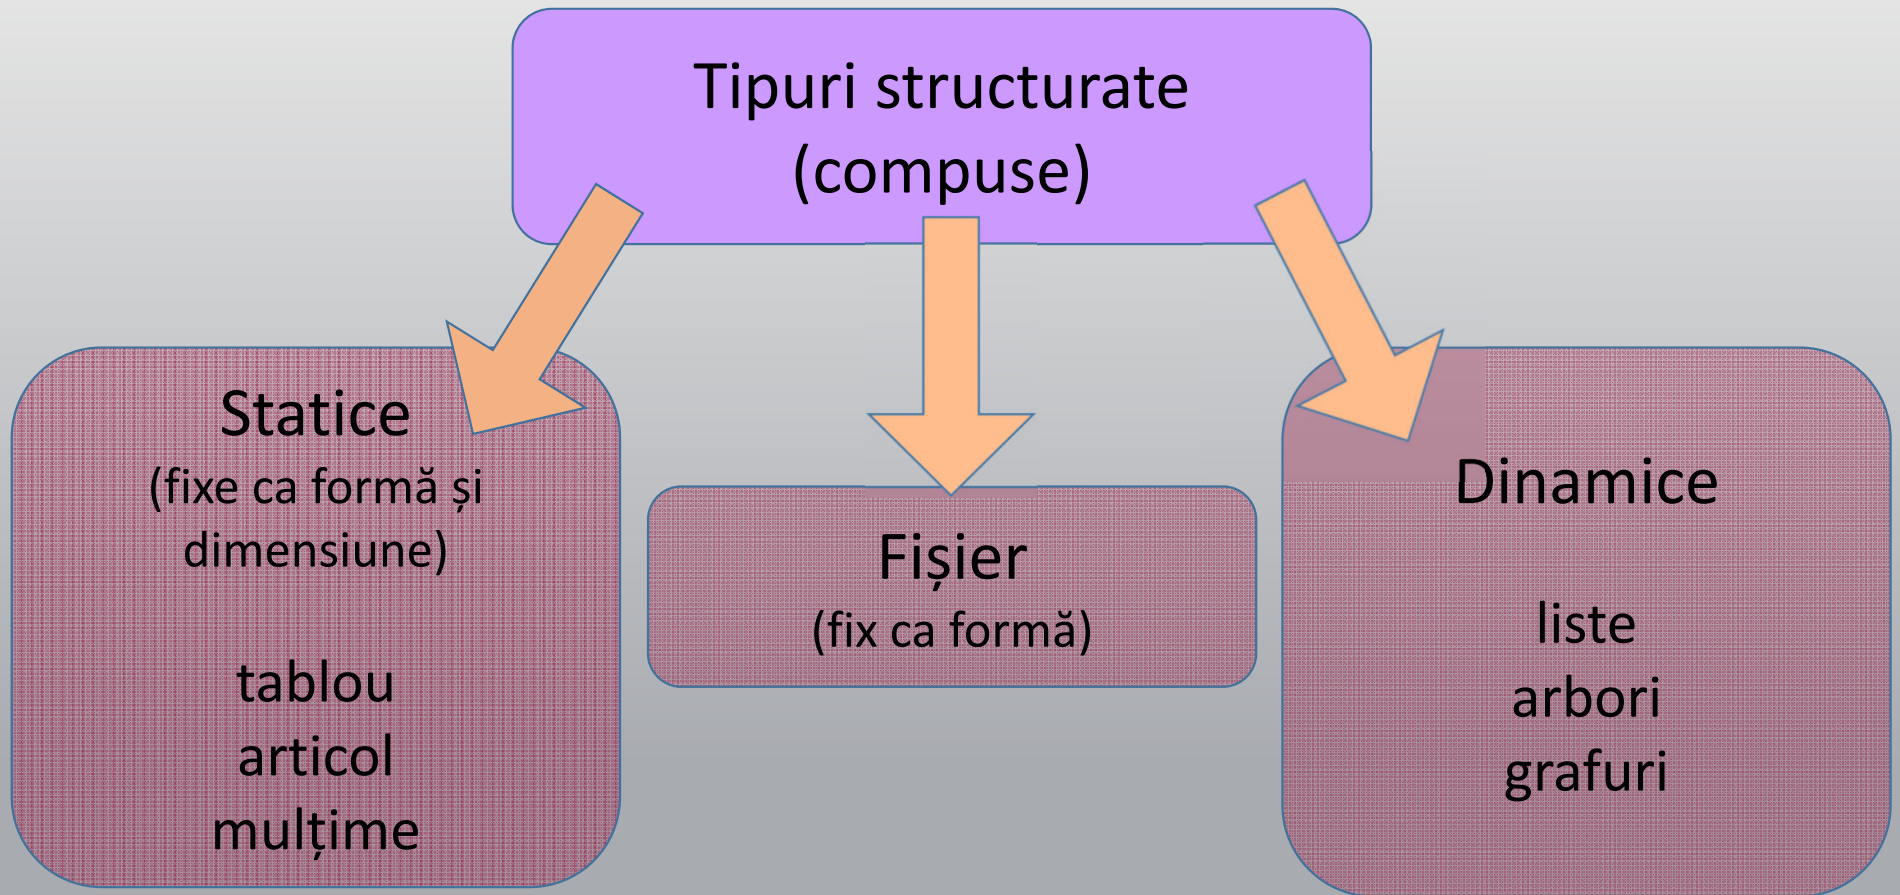 Tipuri structurate
(compuse)
Statice
(fixe ca formă și
dimensiune)
tablou
articol
mulțime
Fișier
(fix ca formă)
Dinamice
liste
arbori
grafuri